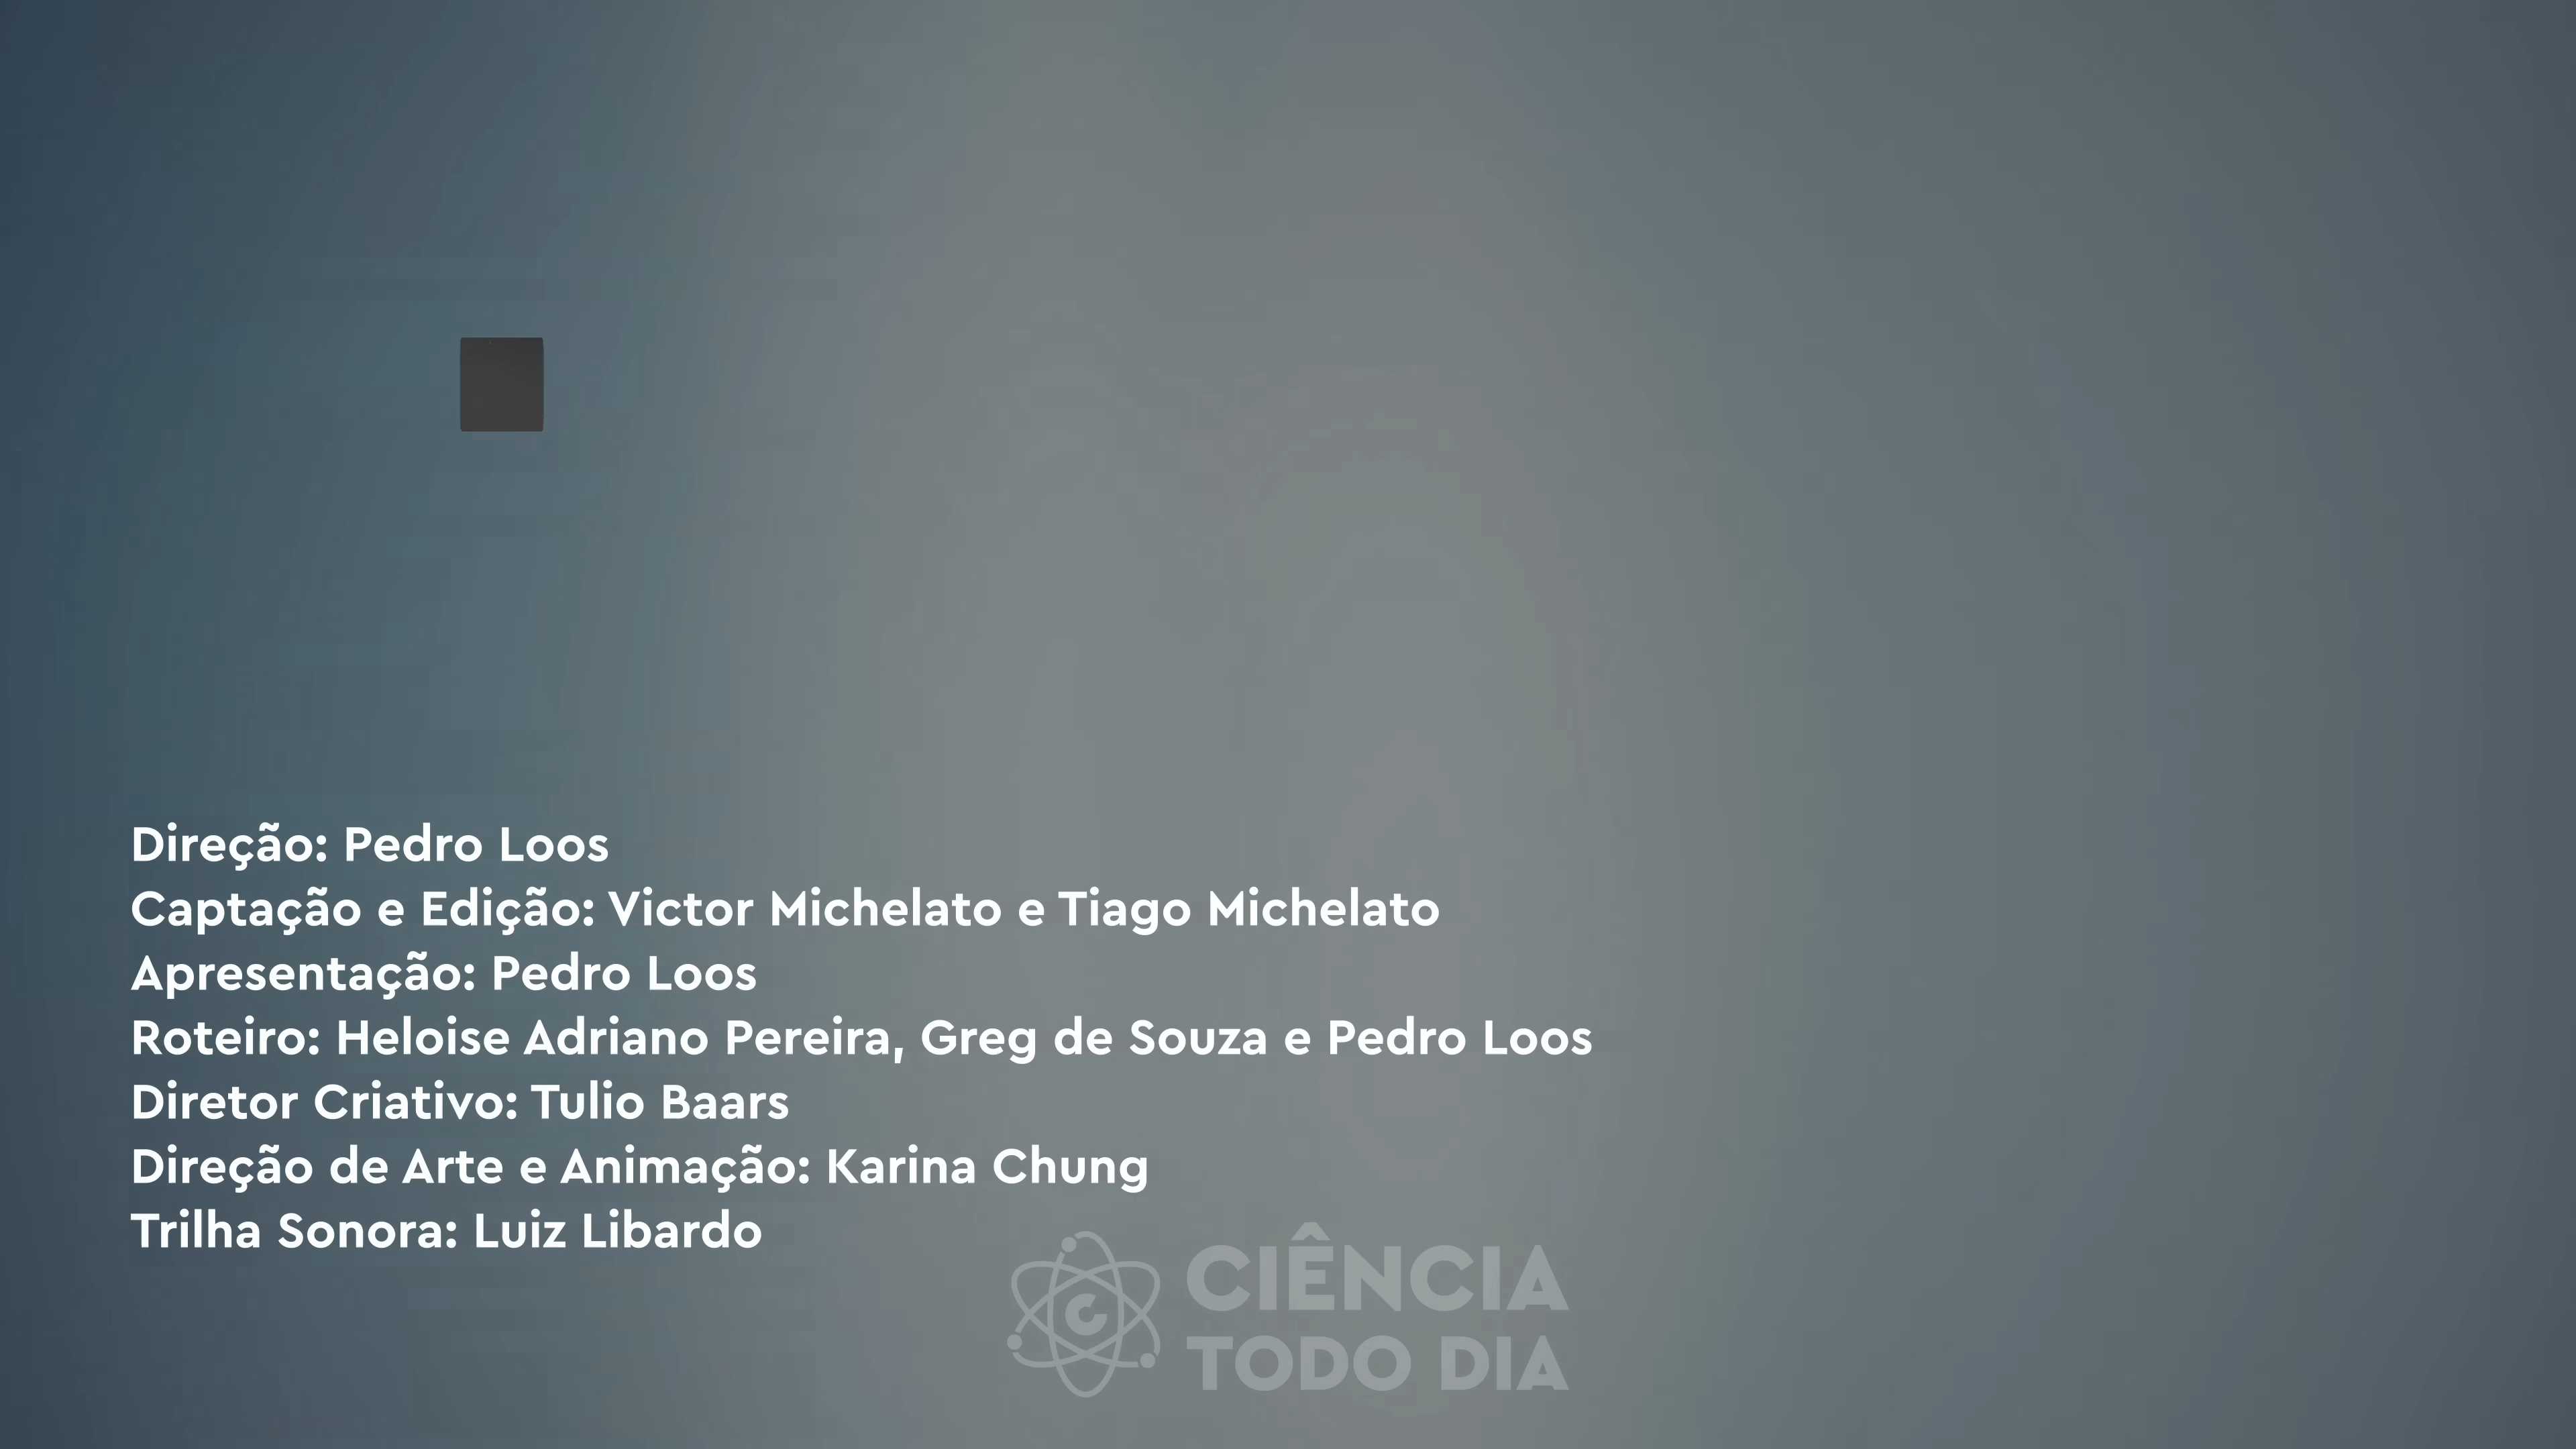 Direção: Pedro Loos
Captação e Edição: Victor Michelato e Tiago Michelato
Apresentação: Pedro Loos
Roteiro: Heloise Adriano Pereira, Greg de Souza e Pedro Loos
Diretor Criativo: Tulio Baars
Direção de Arte e Animação: Karina Chung
Trilha Sonora: Luiz Libardo
CIÊNCIA
TODO DIA